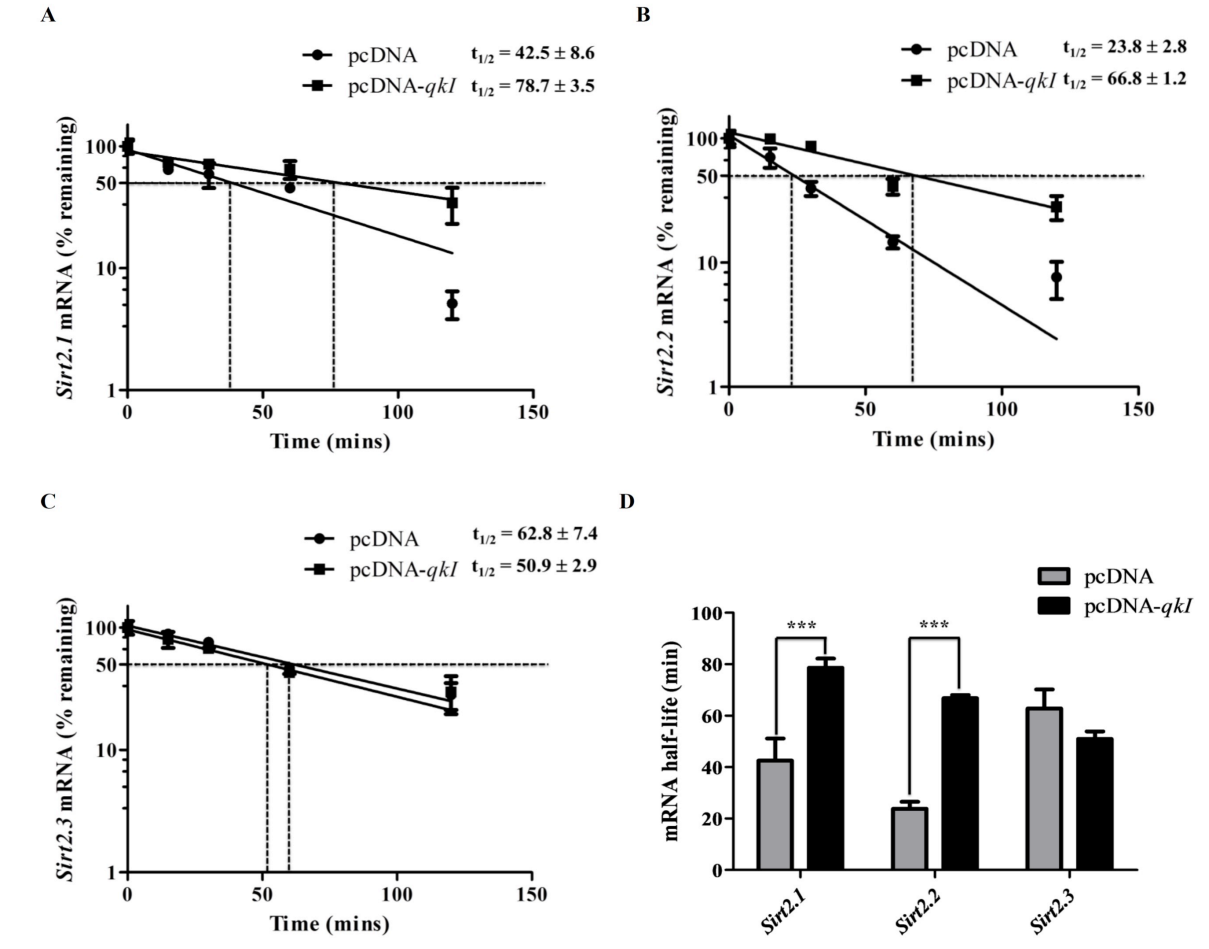 A
pcDNA t1/2 = 42.5 ± 8.6
pcDNA-qkI t1/2 = 78.7 ± 3.5
Sirt2.1 mRNA (% remaining)
100
50
10
1
0 50 100 150
Time (mins)
B
pcDNA t1/2 = 23.8 ± 2.8
pcDNA-qkI t1/2 = 66.8 ± 1.2
Sirt2.2 mRNA (% remaining)
100
50
10
1
0 50 100 150
Time (mins)
C
pcDNA t1/2 = 62.8 ± 7.4
pcDNA-qkI t1/2 = 50.9 ± 2.9
Sirt2.3 mRNA (% remaining)
100
50
10
1
0 50 100 150
Time (mins)
D
pcDNA
pcDNA-qkI
mRNA half-life (min)
100
80
60
40
20
0
*** ***
Sirt2.1 Sirt2.2 Sirt2.3